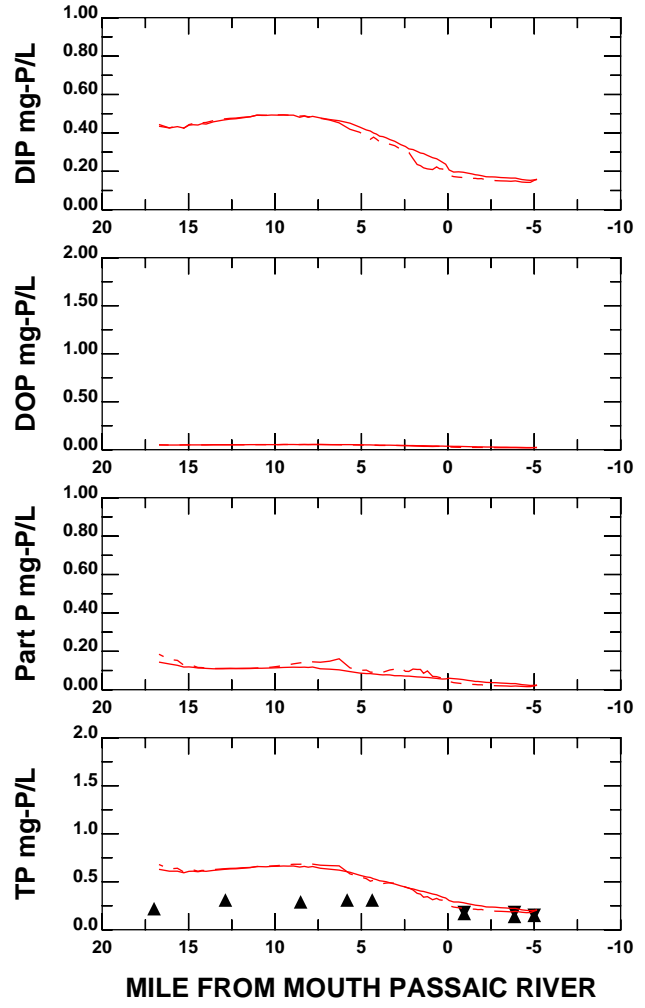 DIP mg-P/L
1.00
0.80
0.60
0.40
0.20
0.00
20 15 10 5 0 -5 -10
DOP mg-P/L
2.00
1.50
1.00
0.50
0.00
20 15 10 5 0 -5 -10
Part P mg-P/L
1.00
0.80
0.60
0.40
0.20
0.00
20 15 10 5 0 -5 -10
TP mg-P/L
2.0
1.5
1.0
0.5
0.0
20 15 10 5 0 -5 -10
MILE FROM MOUTH PASSAIC RIVER